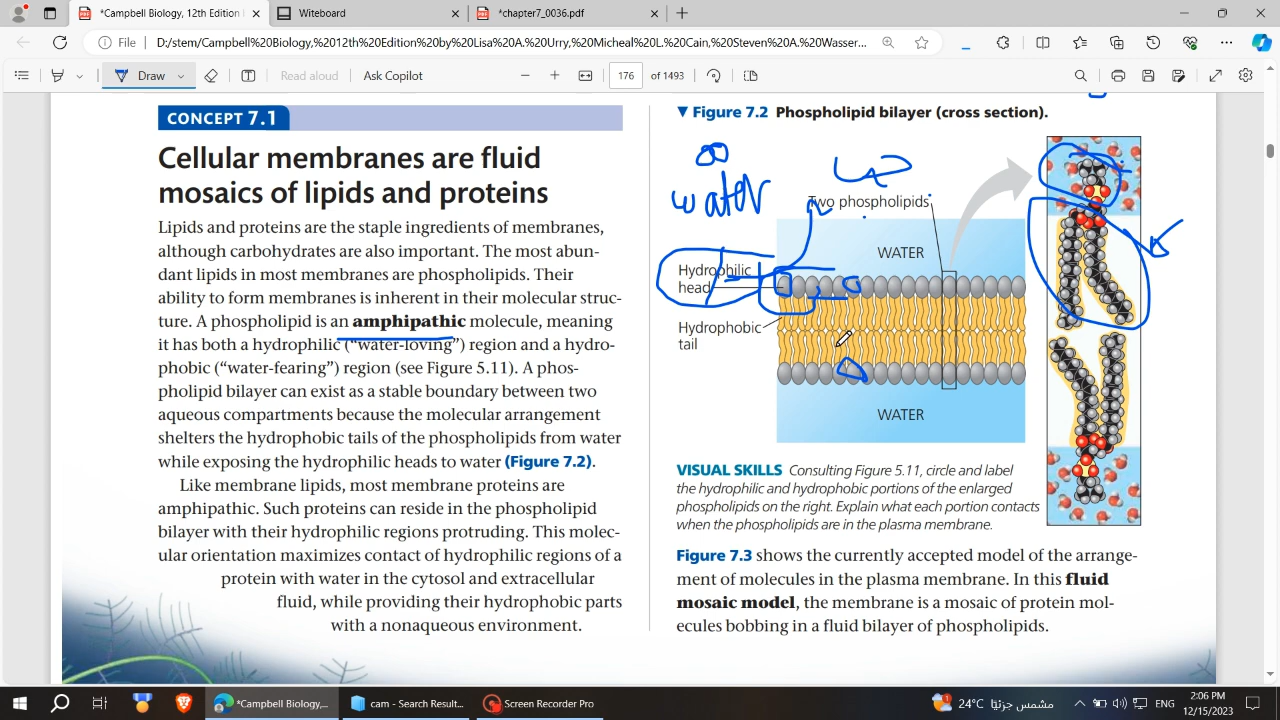 *Campbell Biology, 12th Edition
Witeboard
*chapter7_0036.pdf
File
D:/stem/Campbell%20Biology,%2012th%20Edition%20by%20Lisa%20A.%20Urry,%20Micheal%20L.%20Cain,%20Steven%20A.%20Wasser...
Draw
Read aloud
Ask Copilot
176 of 1493
CONCEPT 7.1
Cellular membranes are fluid
mosaics of lipids and proteins
Lipids and proteins are the staple ingredients of membranes,
although carbohydrates are also important. The most abun-
dant lipids in most membranes are phospholipids. Their
ability to form membranes is inherent in their molecular struc-
ture. A phospholipid is an amphipathic molecule, meaning
it has both a hydrophilic (“water-loving”) region and a hydro-
phobic (“water-fearing”) region (see Figure 5.11). A phos-
pholipid bilayer can exist as a stable boundary between two
aqueous compartments because the molecular arrangement
shelters the hydrophobic tails of the phospholipids from water
while exposing the hydrophilic heads to water (Figure 7.2).
Like membrane lipids, most membrane proteins are
amphipathic. Such proteins can reside in the phospholipid
bilayer with their hydrophilic regions protruding. This molec-
ular orientation maximizes contact of hydrophilic regions of a
protein with water in the cytosol and extracellular
fluid, while providing their hydrophobic parts
with a nonaqueous environment.
▼ Figure 7.2 Phospholipid bilayer (cross section).
water
Two phospholipids
WATER
Hydrophilic
head
Hydrophobic
tail
WATER
VISUAL SKILLS Consulting Figure 5.11, circle and label
the hydrophilic and hydrophobic portions of the enlarged
phospholipids on the right. Explain what each portion contacts
when the phospholipids are in the plasma membrane.
Figure 7.3 shows the currently accepted model of the arrange-
ment of molecules in the plasma membrane. In this fluid
mosaic model, the membrane is a mosaic of protein mol-
ecules bobbing in a fluid bilayer of phospholipids.
*Campbell Biology,...
cam - Search Result...
Screen Recorder Pro
24°C مشمس جزئيًا
ENG
2:06 PM
12/15/2023